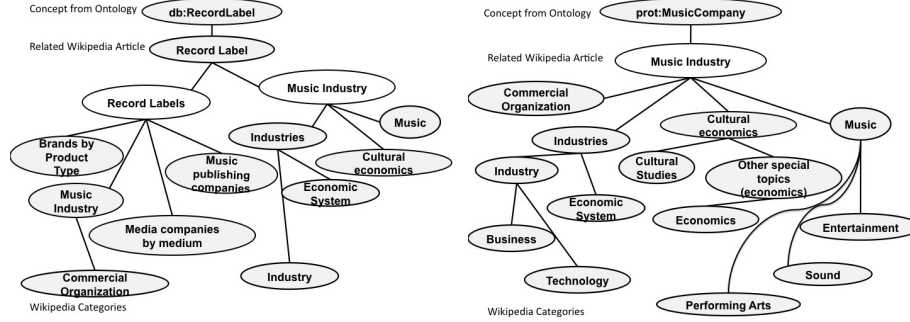 Concept from Ontology
db:RecordLabel
Related Wikipedia Article
Record Label
Record Labels
Music Industry
Music
Brands by
Product
Type
Industries
Music
publishing
companies
Cultural
economics
Music
Industry
Economic
System
Media companies
by medium
Commercial
Organization
Industry
Wikipedia Categories
Concept from Ontology
prot:MusicCompany
Related Wikipedia Article
Music Industry
Commercial
Organization
Cultural
economics
Music
Industries
Cultural
Studies
Other special
topics
(economics)
Industry
Economic
System
Economics
Entertainment
Business
Technology
Sound
Performing Arts
Wikipedia Categories